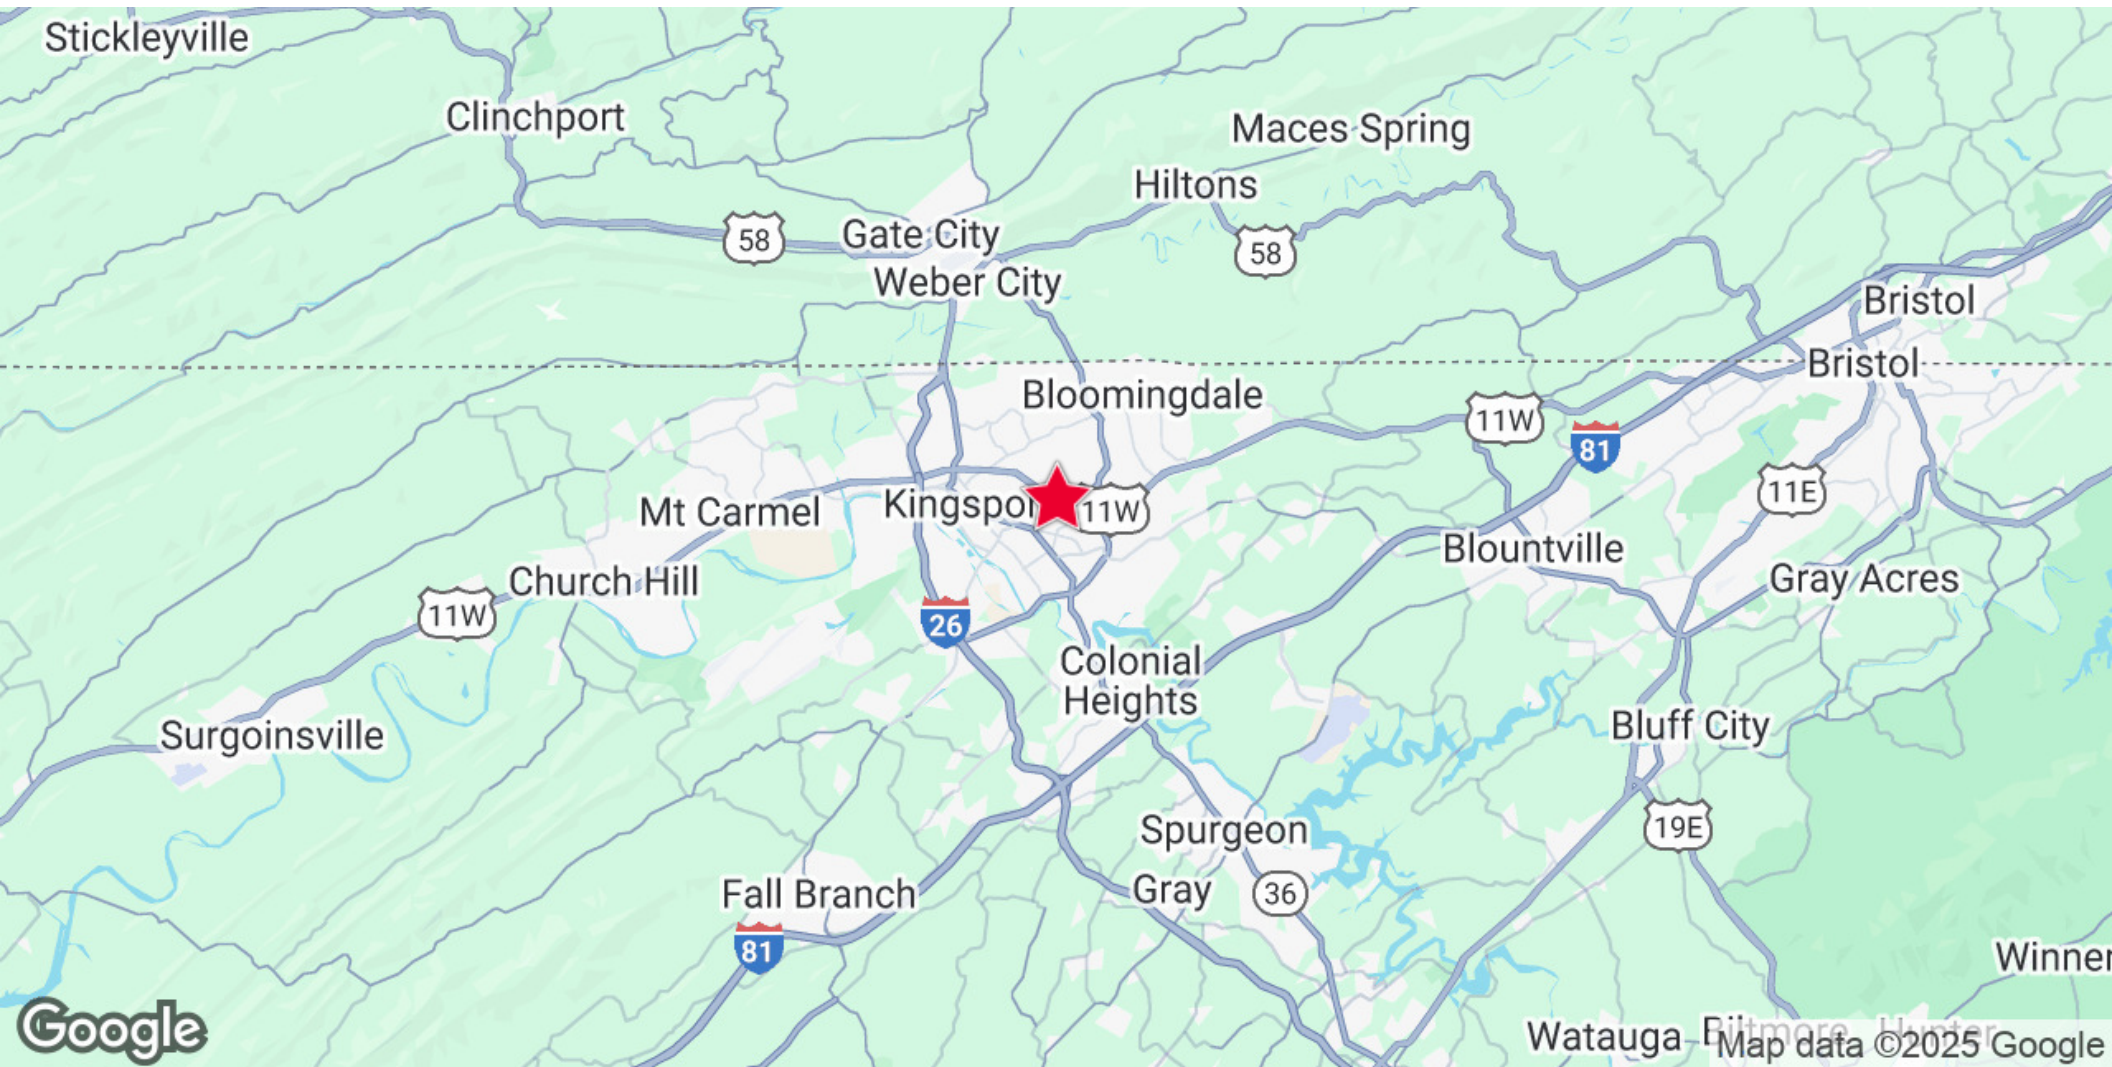 Stickleyville
Clinchport
Maces Spring
Hiltons
58
Gate City
58
Weber City
Bristol
Bristol
Bloomingdale
11W
81
11E
Kingspor
11W
Mt Carmel
Blountville
Church Hill
Gray Acres
11W
26
Colonial
Heights
Surgoinsville
Bluff City
Spurgeon
19E
Fall Branch
Gray
36
81
Winner
Google
Watauga
Biltmore
Hunter
Map data ©2025 Google